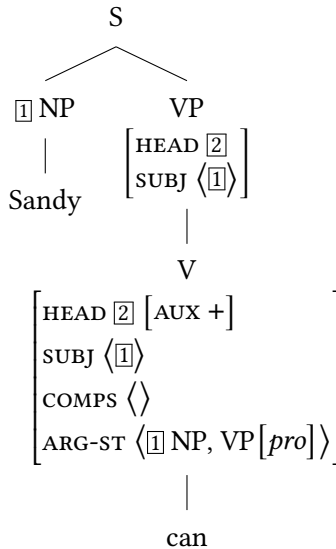 S
1 NP VP
[HEAD 2
SUBJ ⟨1⟩]
Sandy
V
[HEAD 2 [AUX +]
SUBJ ⟨1⟩
COMPS ⟨⟩
ARG-ST ⟨1 NP, VP[pro]⟩]
can